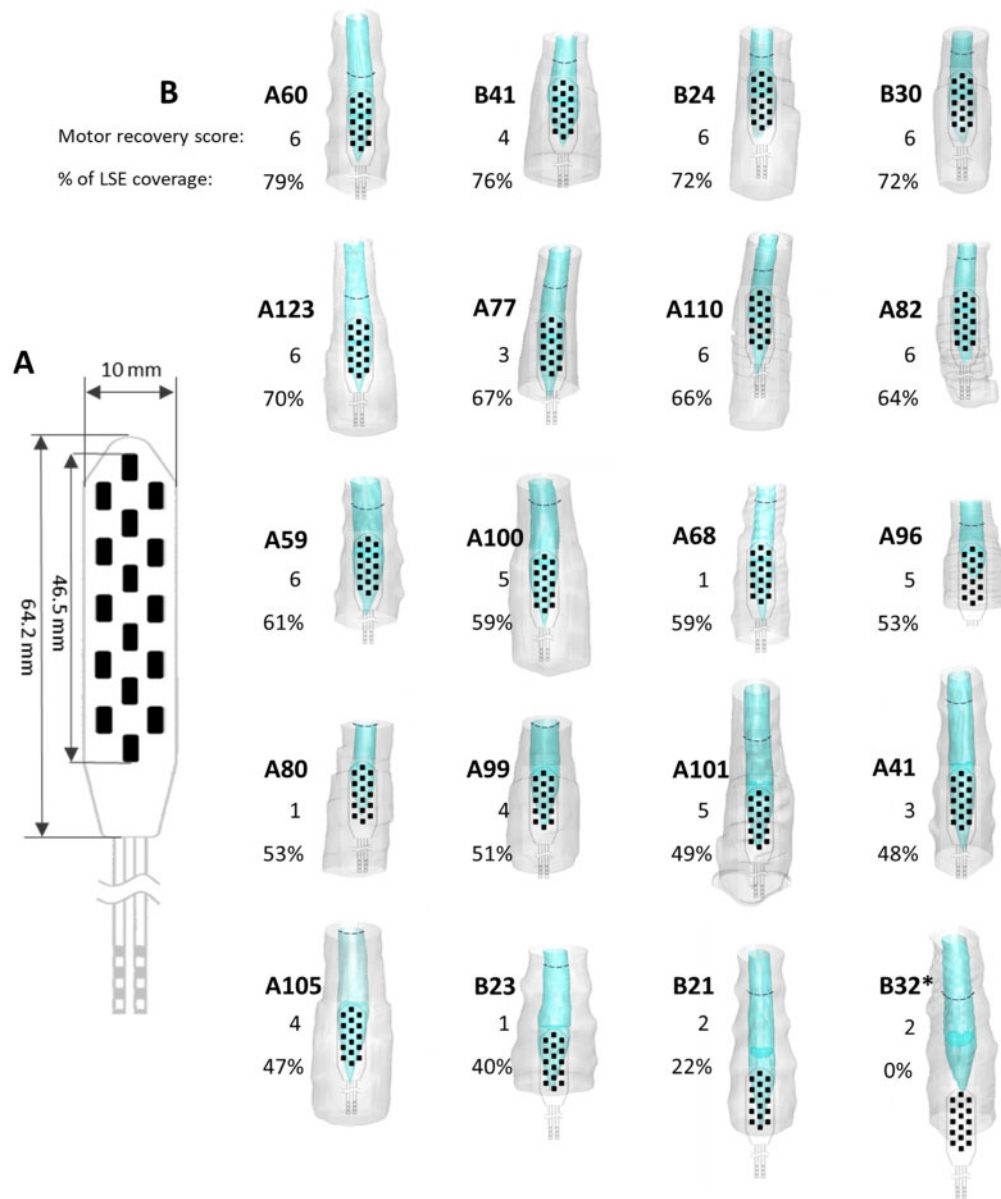 B
Motor recovery score:
% of LSE coverage:
A60
6
79%
B41
4
76%
B24
6
72%
B30
6
72%
A123
6
70%
A77
3
67%
A110
6
66%
A82
6
64%
A
10 mm
46.5 mm
64.2 mm
A59
6
61%
A100
5
59%
A68
1
59%
A96
5
53%
A80
1
53%
A99
4
51%
A101
5
49%
A41
3
48%
A105
4
47%
B23
1
40%
B21
2
22%
B32*
2
0%